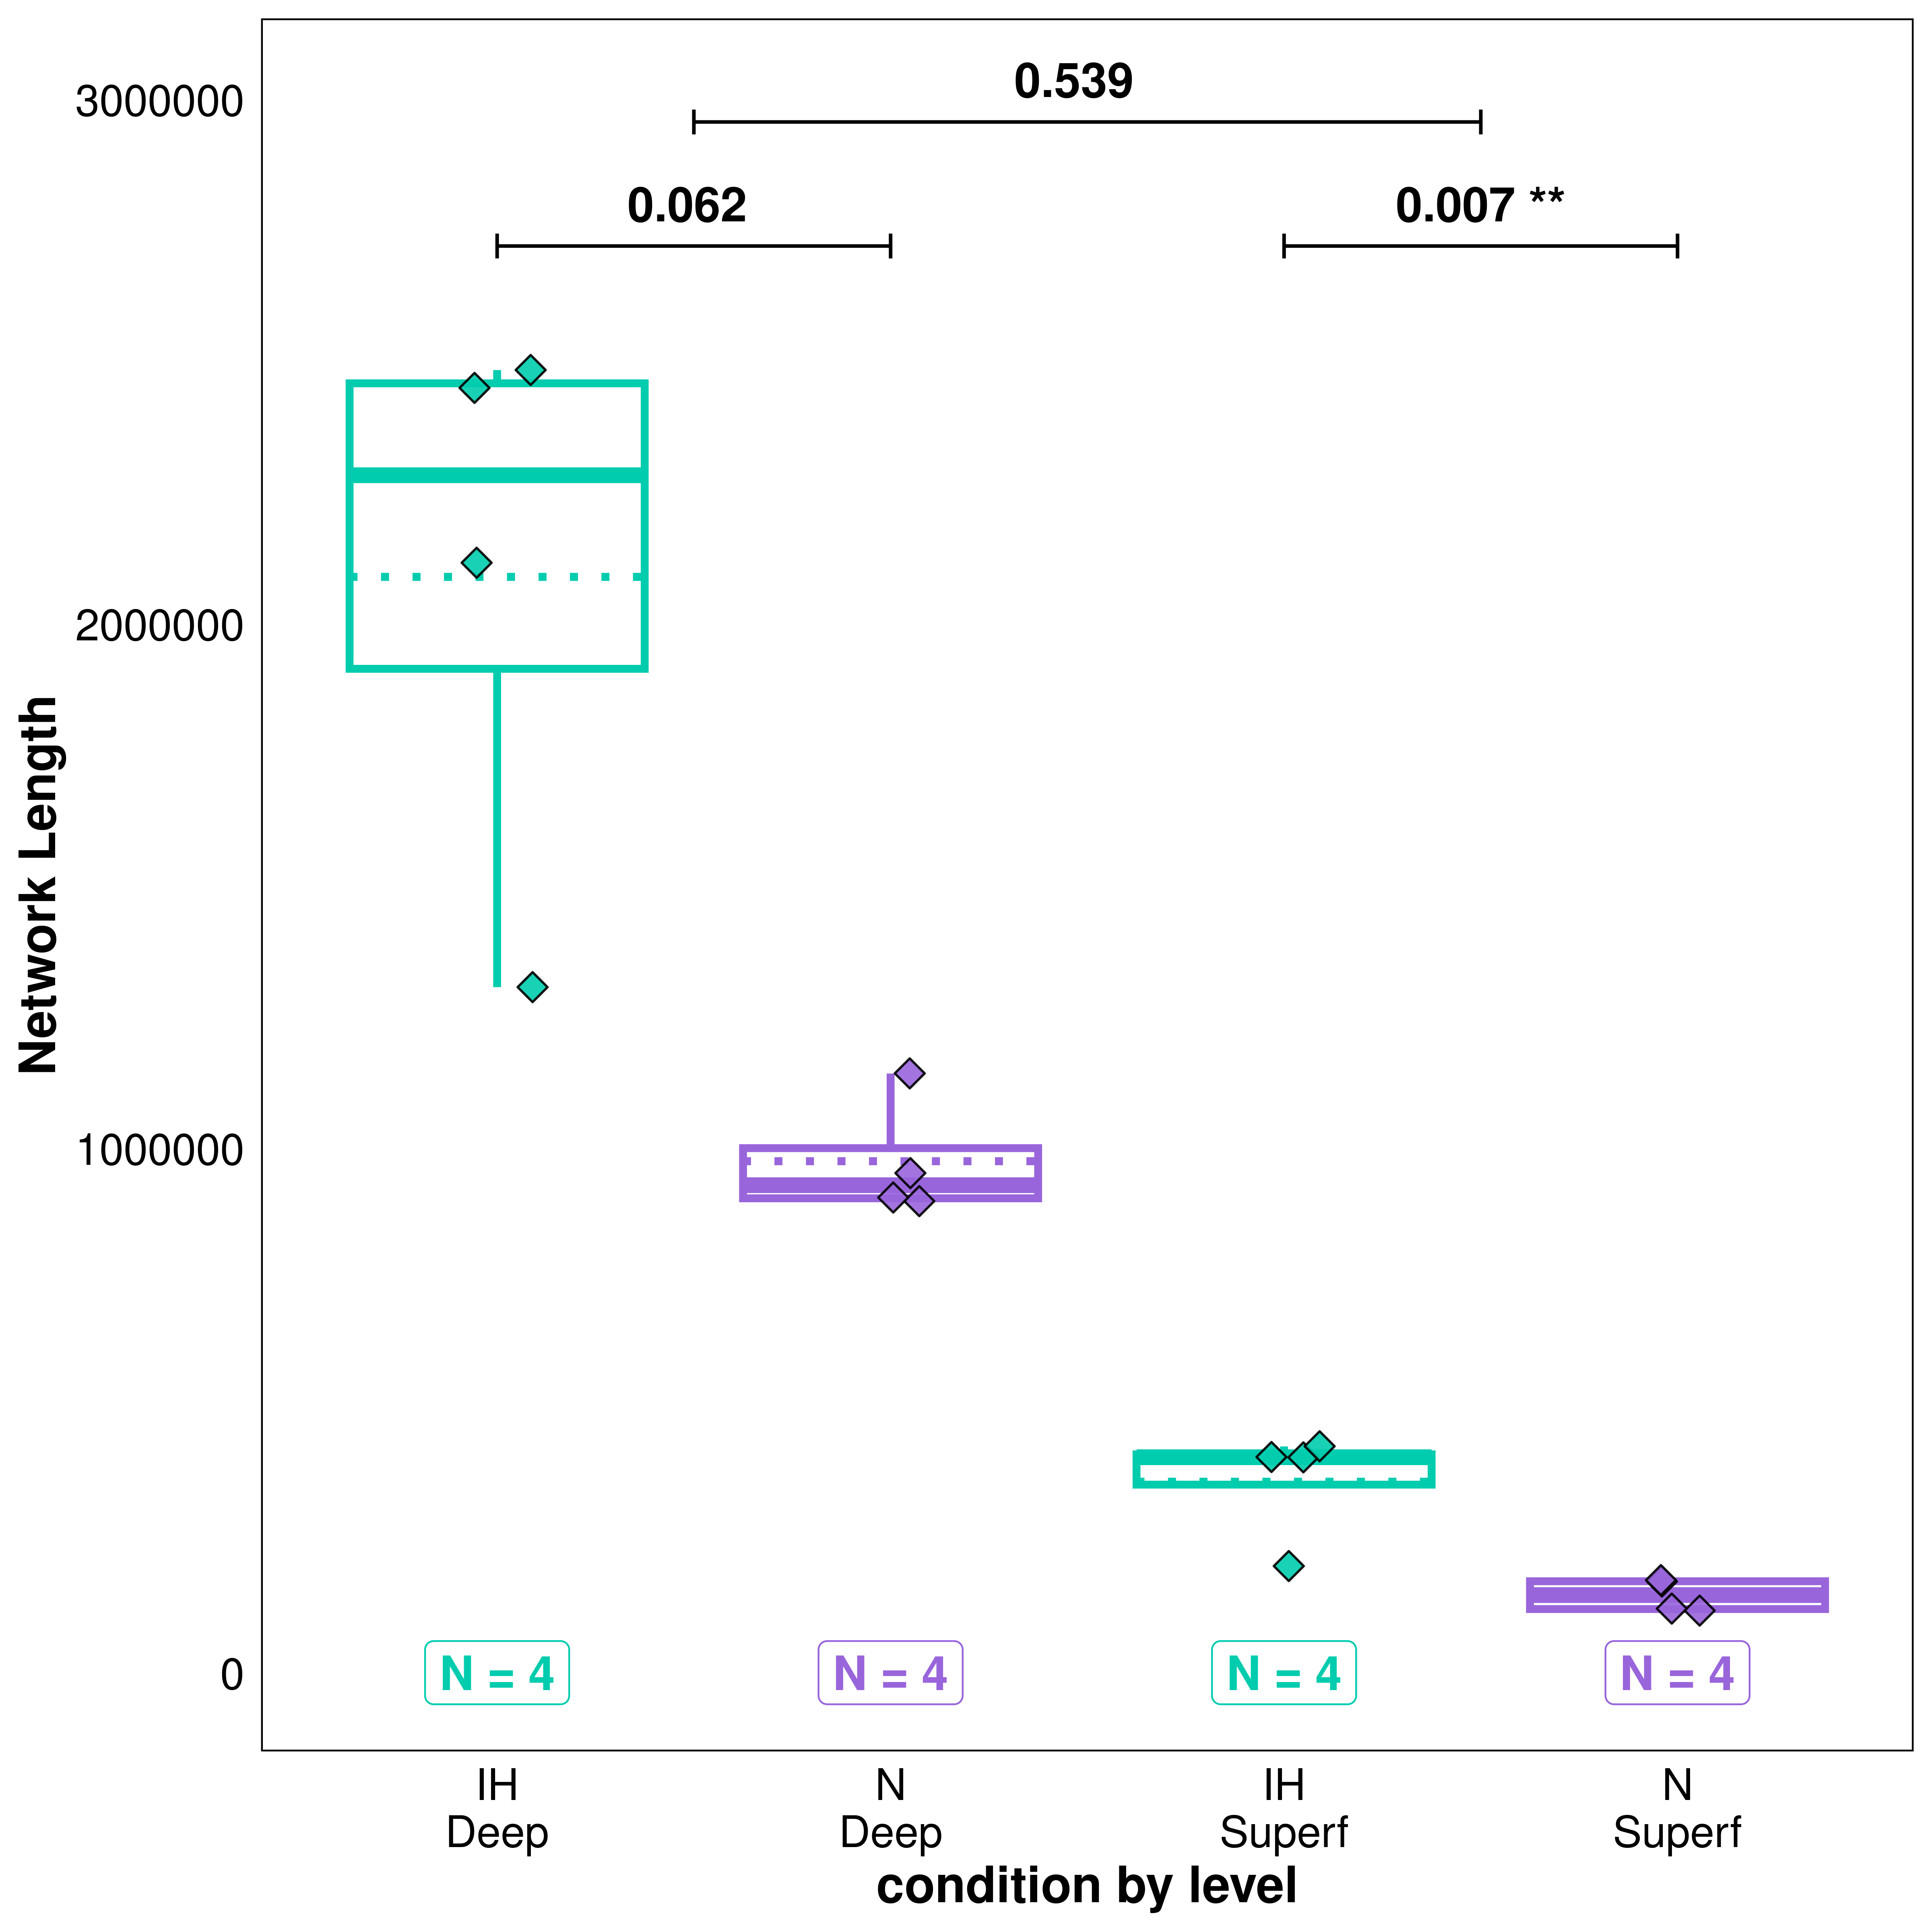 0.539
0.062
0.007 **
3000000
2000000
1000000
0
Network Length
N = 4
N = 4
N = 4
N = 4
IH
Deep
N
Deep
IH
Superf
N
Superf
condition by level